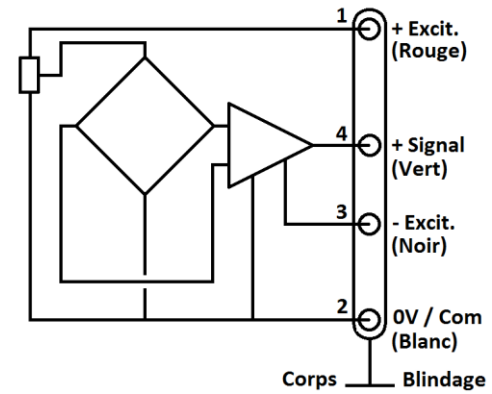 1
+ Excit.
(Rouge)
4
+ Signal
(Vert)
3
- Excit.
(Noir)
2
0V / Com
(Blanc)
Corps
Blindage